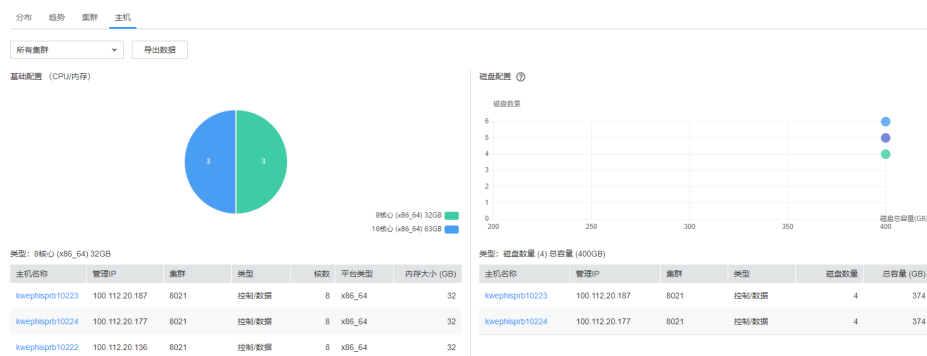 分布 趋势 集群 主机
所有集群 导出数据
基础配置 (CPU/内存)
3 3
8核心 (x86_64) 32GB
16核心 (x86_64) 63GB
类型: 8核心 (x86_64) 32GB
主机名称 管理IP 集群 类型 核数 平台类型 内存大小 (GB)
kwephisprb10223 100.112.20.187 8021 控制/数据 8 x86_64 32
kwephisprb10224 100.112.20.177 8021 控制/数据 8 x86_64 32
kwephisprb10222 100.112.20.136 8021 控制/数据 8 x86_64 32
磁盘配置 ?
磁盘数量
6
5
4
3
2
1
0
200 250 300 350 400
磁盘总容量(GB)
类型: 磁盘数量 (4) 总容量 (400GB)
主机名称 管理IP 集群 类型 磁盘数量 总容量 (GB)
kwephisprb10223 100.112.20.187 8021 控制/数据 4 374
kwephisprb10224 100.112.20.177 8021 控制/数据 4 374